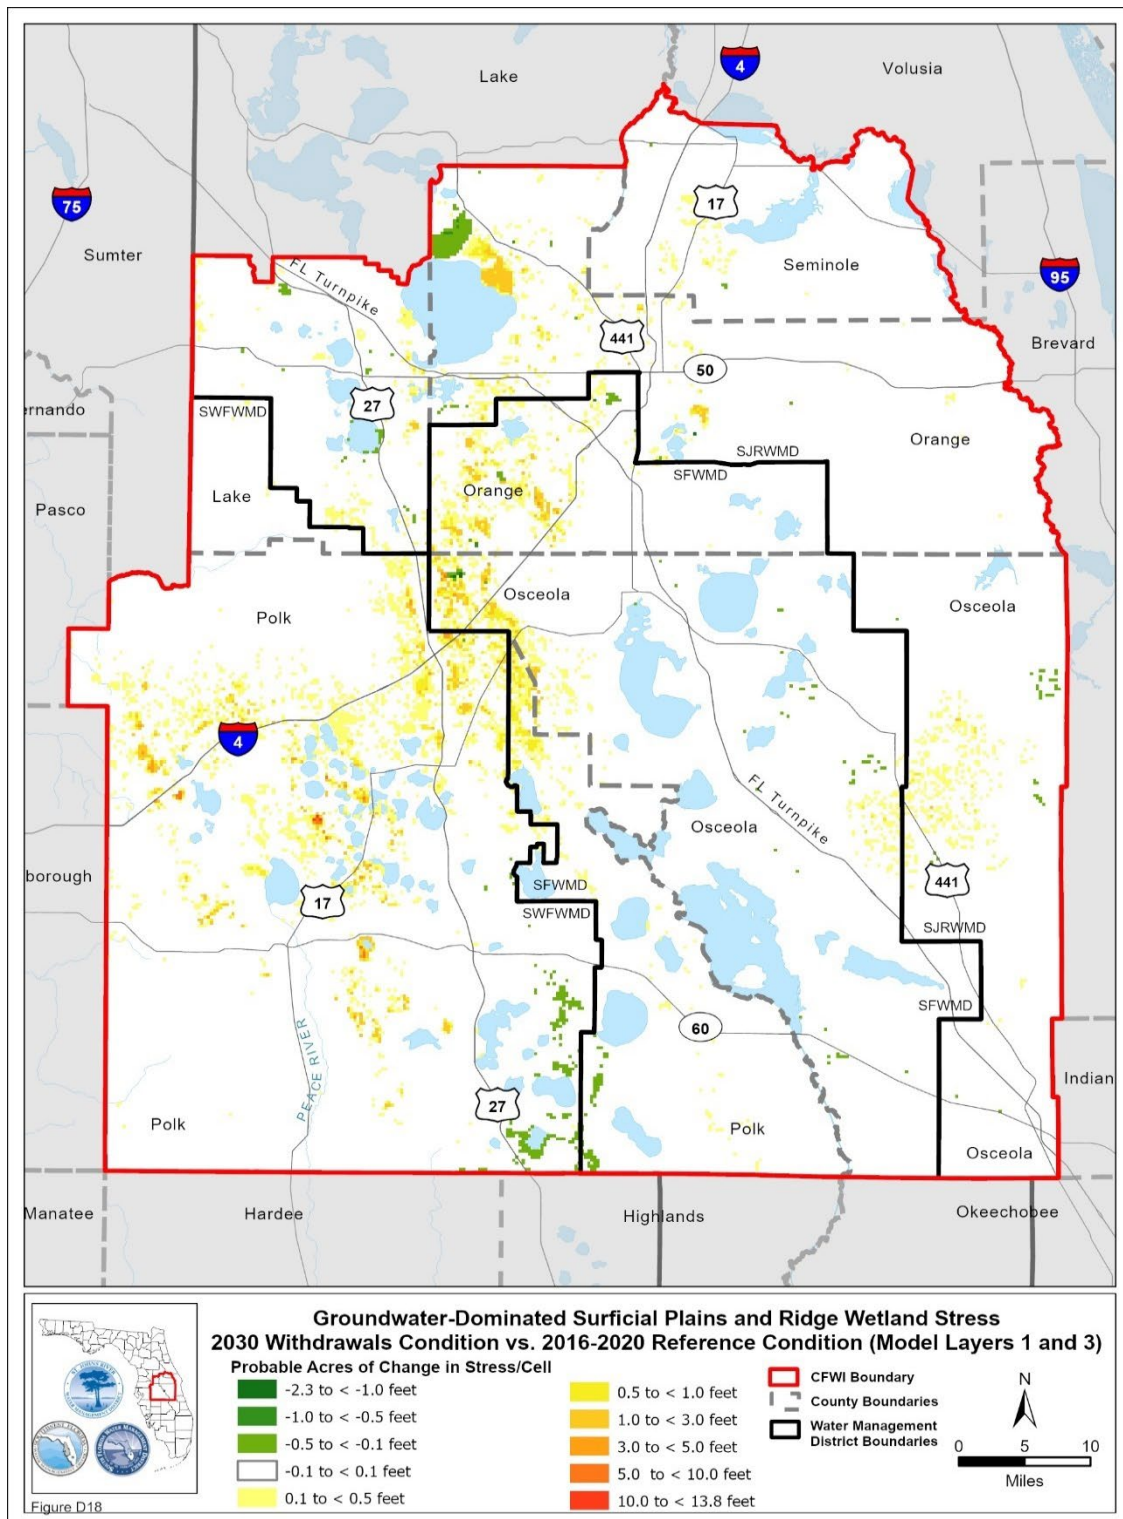 Lake
4
Volusia
75
17
Sumter
Seminole
95
FL Turnpike
441
Brevard
50
27
ernando
SWFWMD
Orange
SJRWMD
SFWMD
Lake
Orange
Pasco
Osceola
Osceola
Polk
4
FL Turnpike
Osceola
borough
SFWMD
441
17
SWFWMD
SJRWMD
SFWMD
60
PEACE RIVER
Indian
27
Polk
Polk
Osceola
Manatee
Hardee
Highlands
Okeechobee
Groundwater-Dominated Surficial Plains and Ridge Wetland Stress
2030 Withdrawals Condition vs. 2016-2020 Reference Condition (Model Layers 1 and 3)
Probable Acres of Change in Stress/Cell
-2.3 to < -1.0 feet
-1.0 to < -0.5 feet
-0.5 to < -0.1 feet
-0.1 to < 0.1 feet
0.1 to < 0.5 feet
0.5 to < 1.0 feet
1.0 to < 3.0 feet
3.0 to < 5.0 feet
5.0 to < 10.0 feet
10.0 to < 13.8 feet
CFWI Boundary
County Boundaries
Water Management
District Boundaries
N
0 5 10
Miles
Figure D18